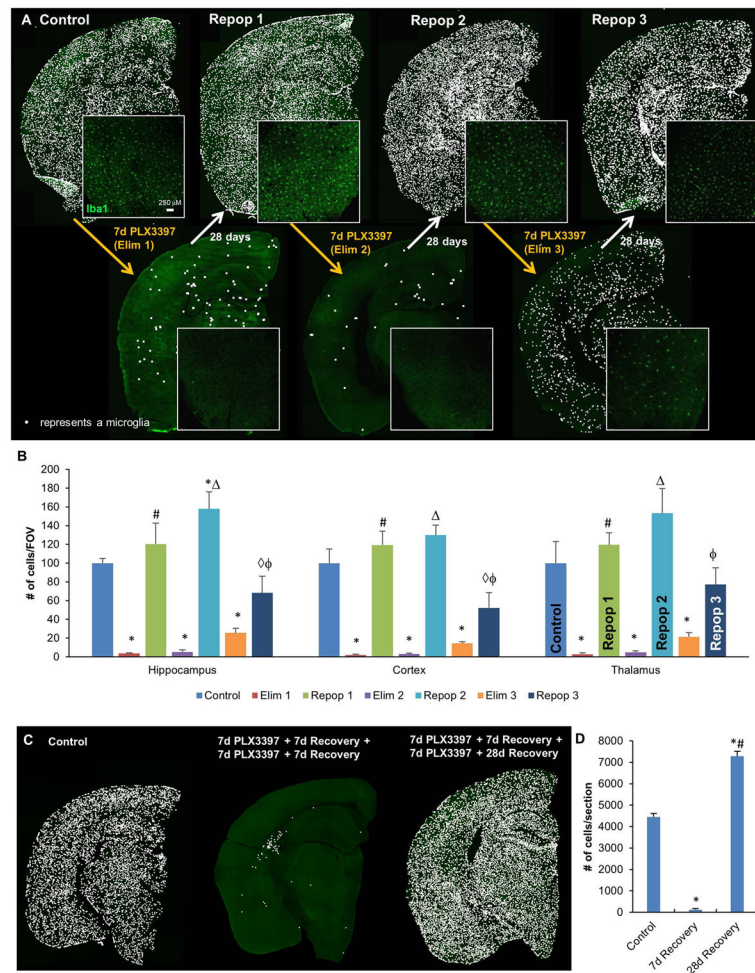 A
Control
Repop 1
Repop 2
Repop 3
Iba1
250 µM
7d PLX3397
(Elim 1)
28 days
7d PLX3397
(Elim 2)
28 days
7d PLX3397
(Elim 3)
28 days
• represents a microglia
B
# of cells/FOV
200
180
160
140
120
100
80
60
40
20
0
*
#
*
*Δ
*
◊ϕ
*
#
*
Δ
*
◊ϕ
*
#
*
Δ
*
ϕ
Control
Repop 1
Repop 2
Repop 3
Hippocampus
Cortex
Thalamus
Control Elim 1 Repop 1 Elim 2 Repop 2 Elim 3 Repop 3
C
Control
7d PLX3397 + 7d Recovery +
7d PLX3397 + 7d Recovery
7d PLX3397 + 7d Recovery +
7d PLX3397 + 28d Recovery
D
# of cells/section
8000
7000
6000
5000
4000
3000
2000
1000
0
*
*#
Control
7d Recovery
28d Recovery